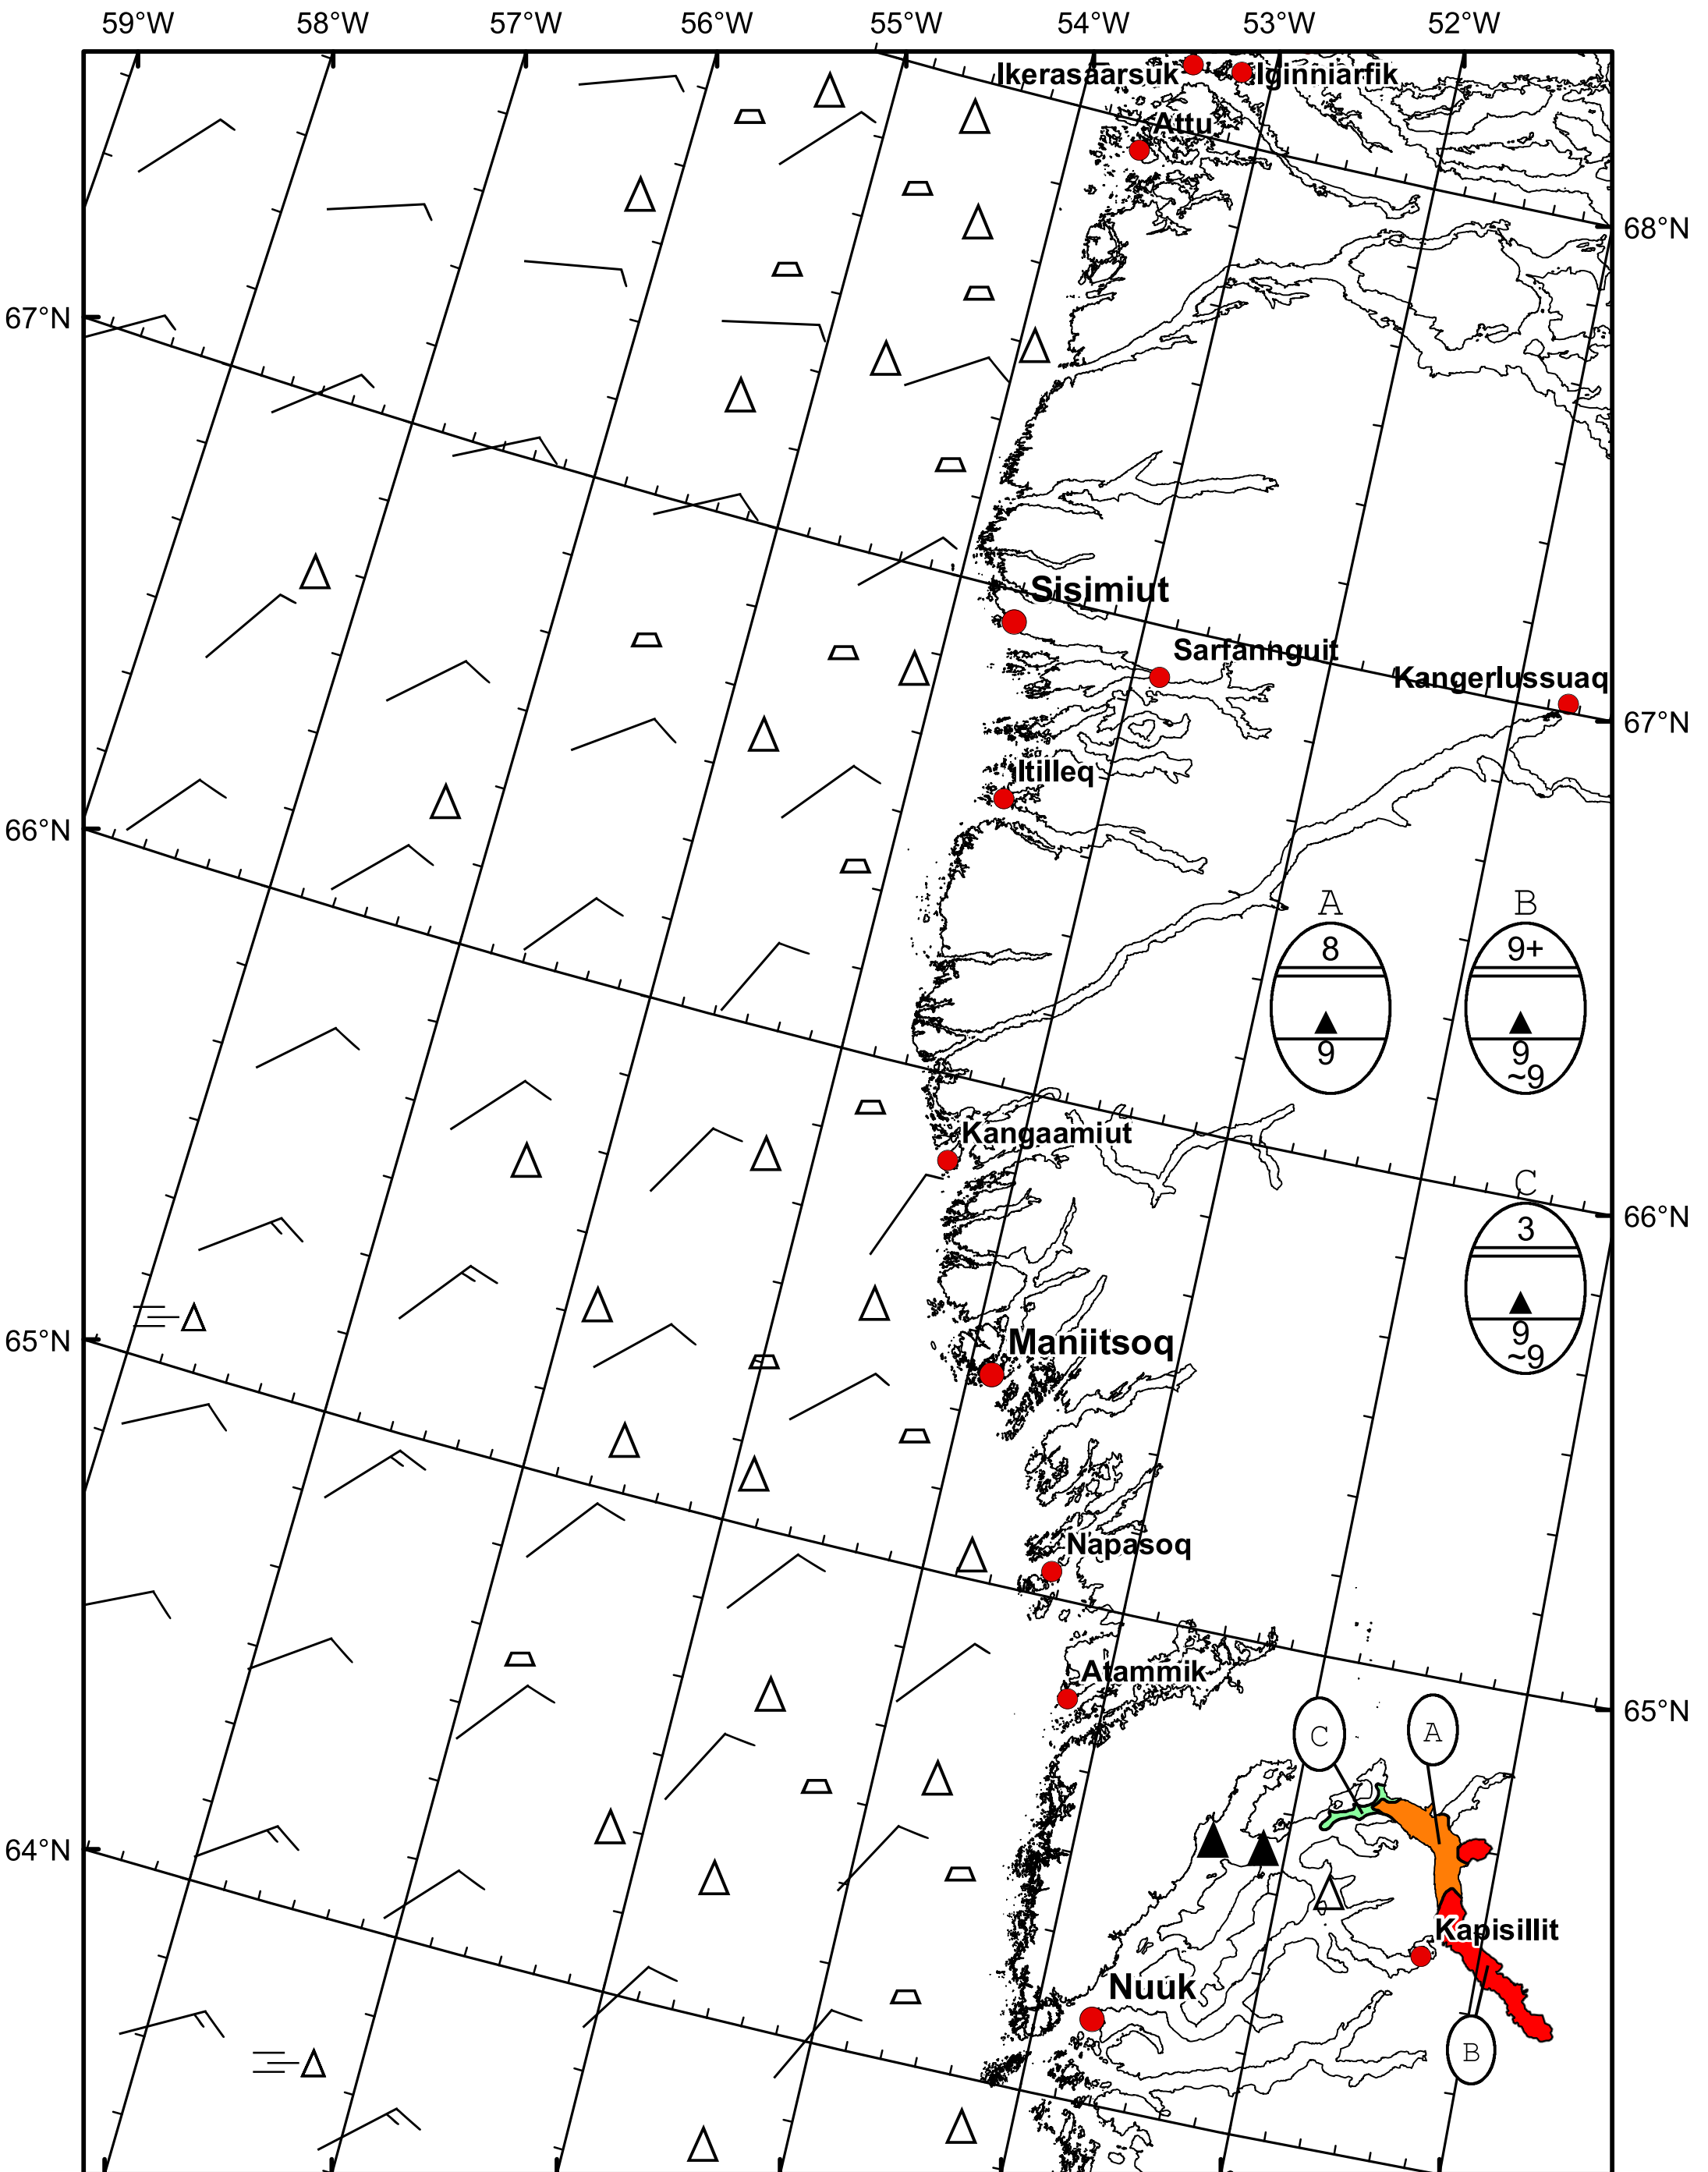 59°W 58°W 57°W 56°W 55°W 54°W 53°W 52°W
Ikerasaarsuk Iginniarfik
Attu
68°N
67°N
Sisimiut
Sarfannguit
Kangerlussuaq
67°N
Itilleq
66°N
A B
8 9+
9 9
~9
Kangaamiut
C
66°N
3
9
~9
65°N
Maniitsoq
Napasoq
Atammik
65°N
C A
64°N
Kapisillit
Nuuk
B